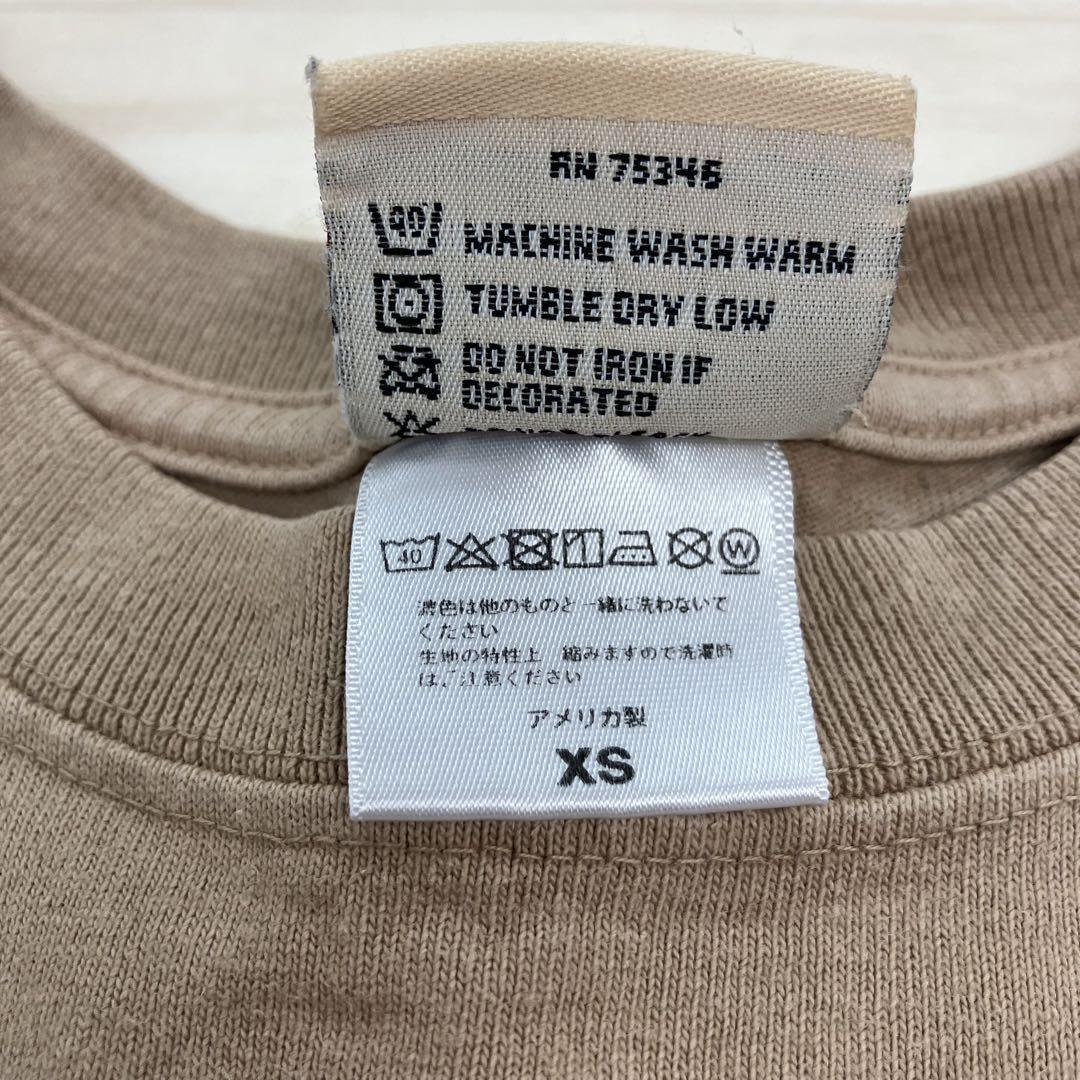 RN 75346
40 MACHINE WASH WARM
TUMBLE DRY LOW
DO NOT IRON IF
DECORATED
40 W
濃色は他のものと一緒に洗わないで
ください
生地の特性上 縮みますので洗濯時
はご注意ください
アメリカ製
XS